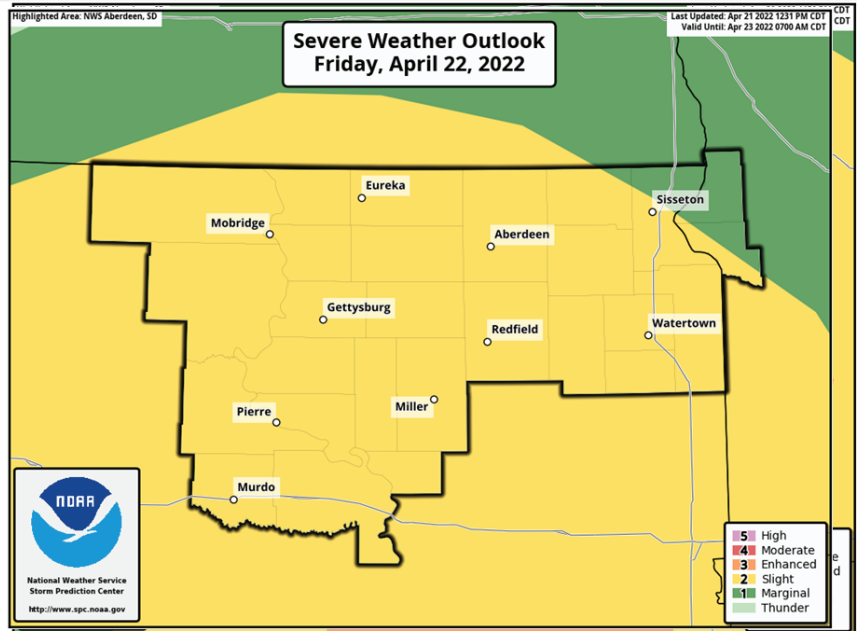 Highlighted Area: NWS Aberdeen, SD
Last Updated: Apr 21 2022 1231 PM CDT
Valid Until: Apr 23 2022 0700 AM CDT
CDT
CDT
Severe Weather Outlook
Friday, April 22, 2022
Eureka
Sisseton
Mobridge
Aberdeen
Gettysburg
Redfield
Watertown
Pierre
Miller
Murdo
NOAA
National Weather Service
Storm Prediction Center
http://www.spc.noaa.gov
5 High
4 Moderate
3 Enhanced
2 Slight
1 Marginal
Thunder
e
d